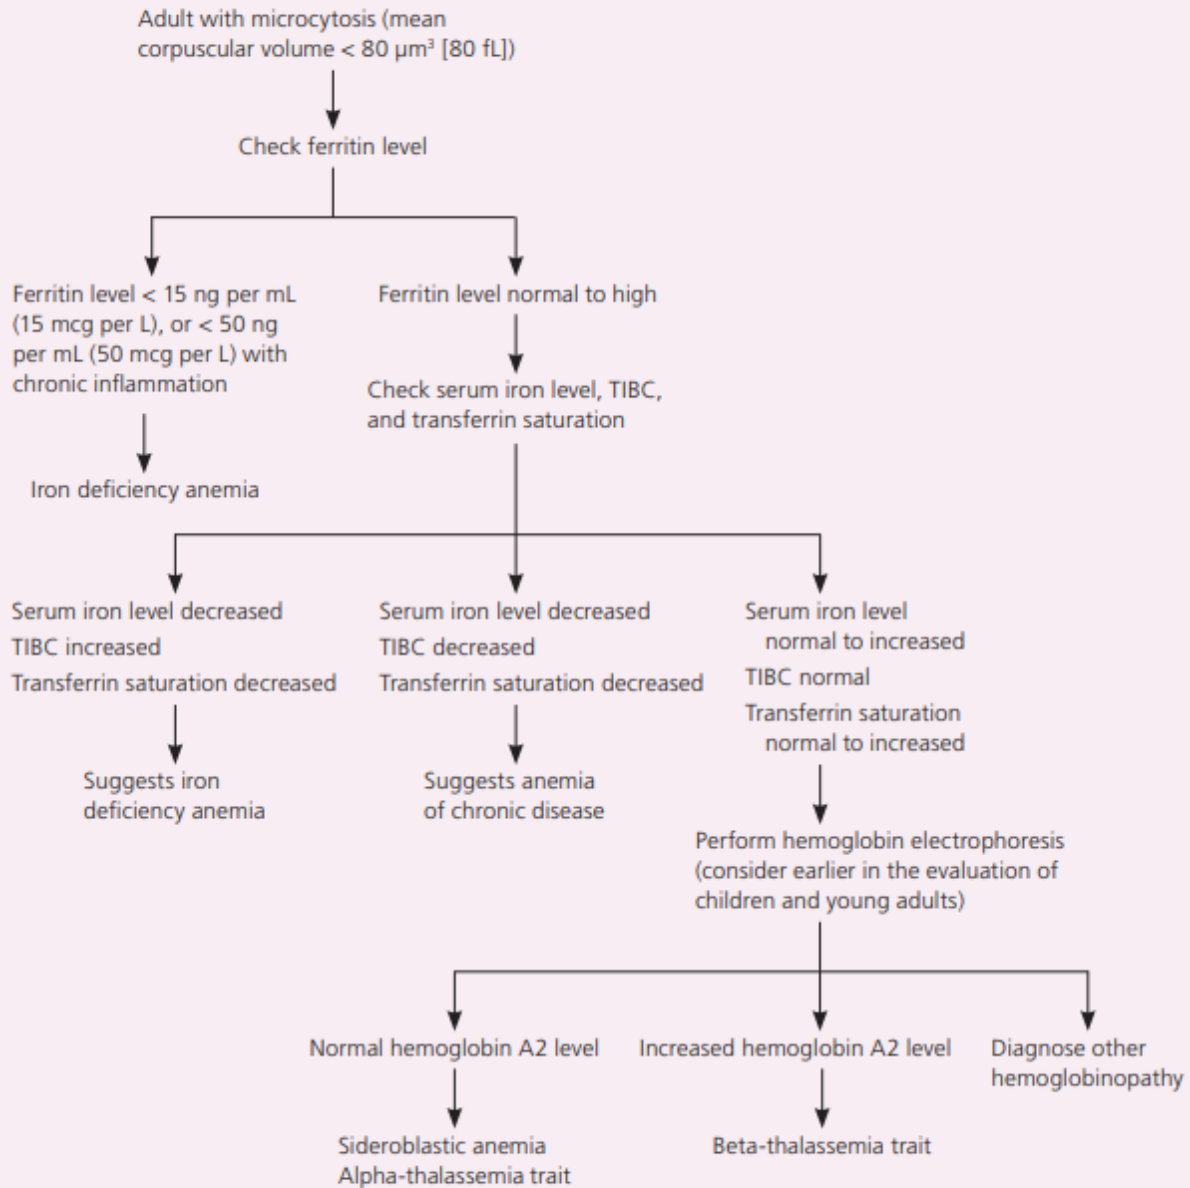 Adult with microcytosis (mean
corpuscular volume < 80 µm³ [80 fL])
Check ferritin level
Ferritin level < 15 ng per mL
(15 mcg per L), or < 50 ng
per mL (50 mcg per L) with
chronic inflammation
Ferritin level normal to high
Check serum iron level, TIBC,
and transferrin saturation
Iron deficiency anemia
Serum iron level decreased
TIBC increased
Transferrin saturation decreased
Serum iron level decreased
TIBC decreased
Transferrin saturation decreased
Serum iron level
normal to increased
TIBC normal
Transferrin saturation
normal to increased
Suggests iron
deficiency anemia
Suggests anemia
of chronic disease
Perform hemoglobin electrophoresis
(consider earlier in the evaluation of
children and young adults)
Normal hemoglobin A2 level
Increased hemoglobin A2 level
Diagnose other
hemoglobinopathy
Sideroblastic anemia
Alpha-thalassemia trait
Beta-thalassemia trait